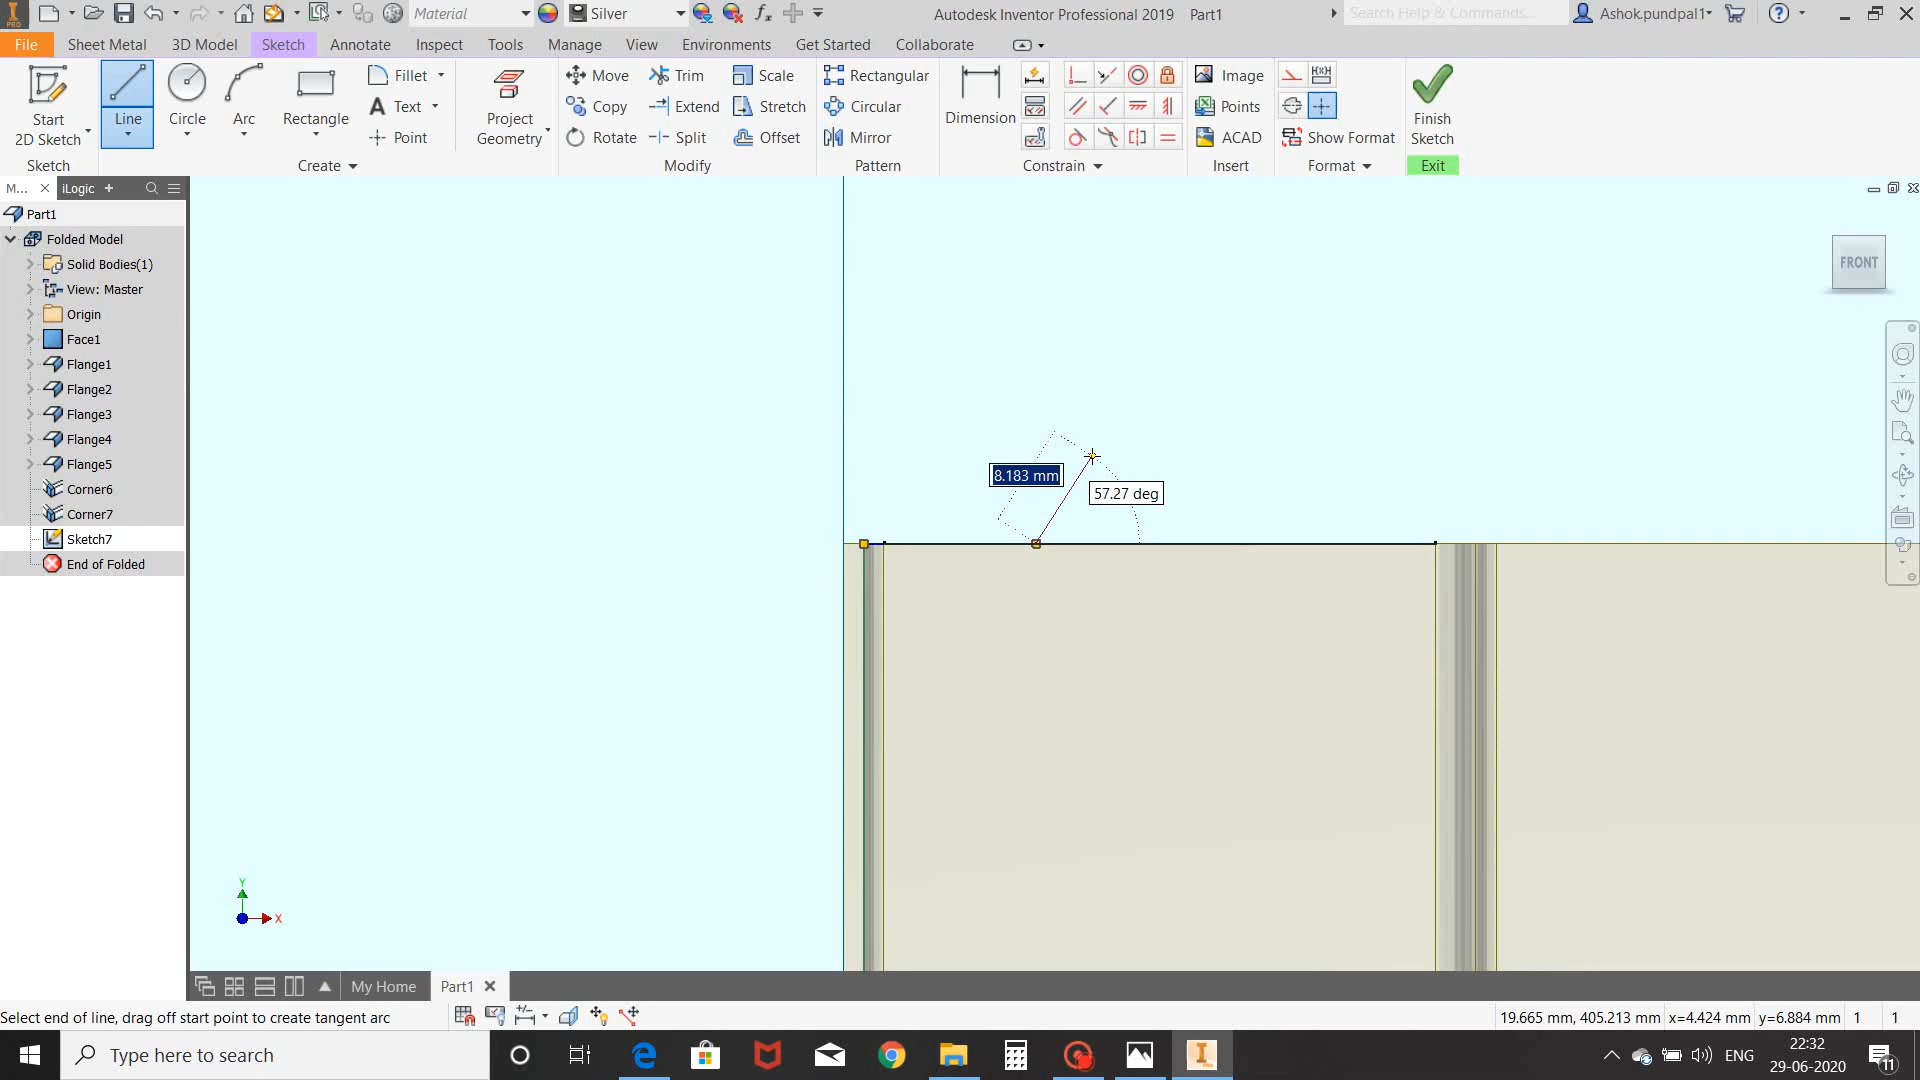 Material
Silver
Autodesk Inventor Professional 2019 Part1
Search Help & Commands...
Ashok.pundpal1
File
Sheet Metal
3D Model
Sketch
Annotate
Inspect
Tools
Manage
View
Environments
Get Started
Collaborate
Start
2D Sketch
Line
Circle
Arc
Rectangle
Fillet
Text
Point
Project
Geometry
Move
Copy
Rotate
Trim
Extend
Split
Scale
Stretch
Offset
Rectangular
Circular
Mirror
Dimension
Image
Points
ACAD
Show Format
Finish
Sketch
Sketch
Create
Modify
Pattern
Constrain
Insert
Format
Exit
M...
iLogic
Part1
Folded Model
Solid Bodies(1)
View: Master
Origin
Face1
Flange1
Flange2
Flange3
Flange4
Flange5
Corner6
Corner7
Sketch7
End of Folded
FRONT
8.183 mm
57.27 deg
Y
X
My Home
Part1
Select end of line, drag off start point to create tangent arc
19.665 mm, 405.213 mm
x=4.424 mm
y=6.884 mm
1
1
Type here to search
ENG
22:32
29-06-2020
11